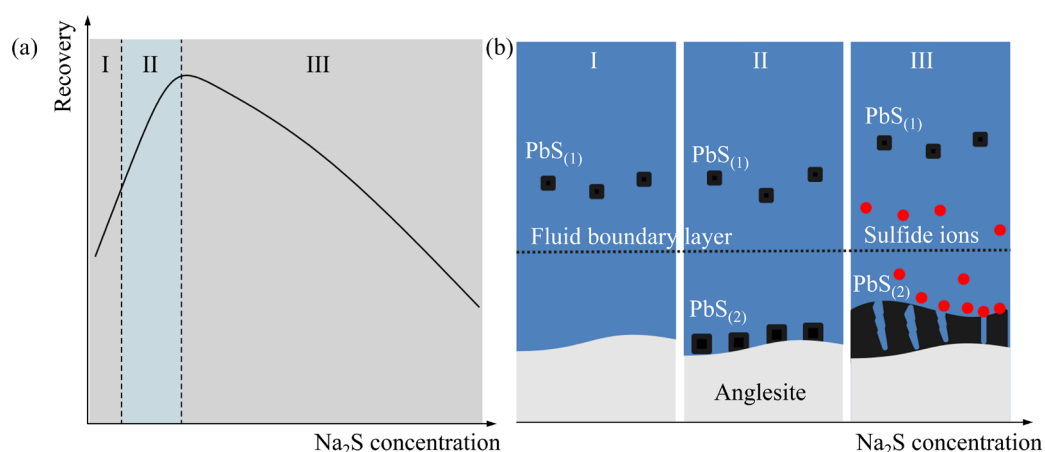 (a)
Recovery
I
II
III
Na₂S concentration
(b)
I
II
III
PbS₍₁₎
PbS₍₁₎
PbS₍₁₎
Fluid boundary layer
Sulfide ions
PbS₍₂₎
PbS₍₂₎
Anglesite
Na₂S concentration